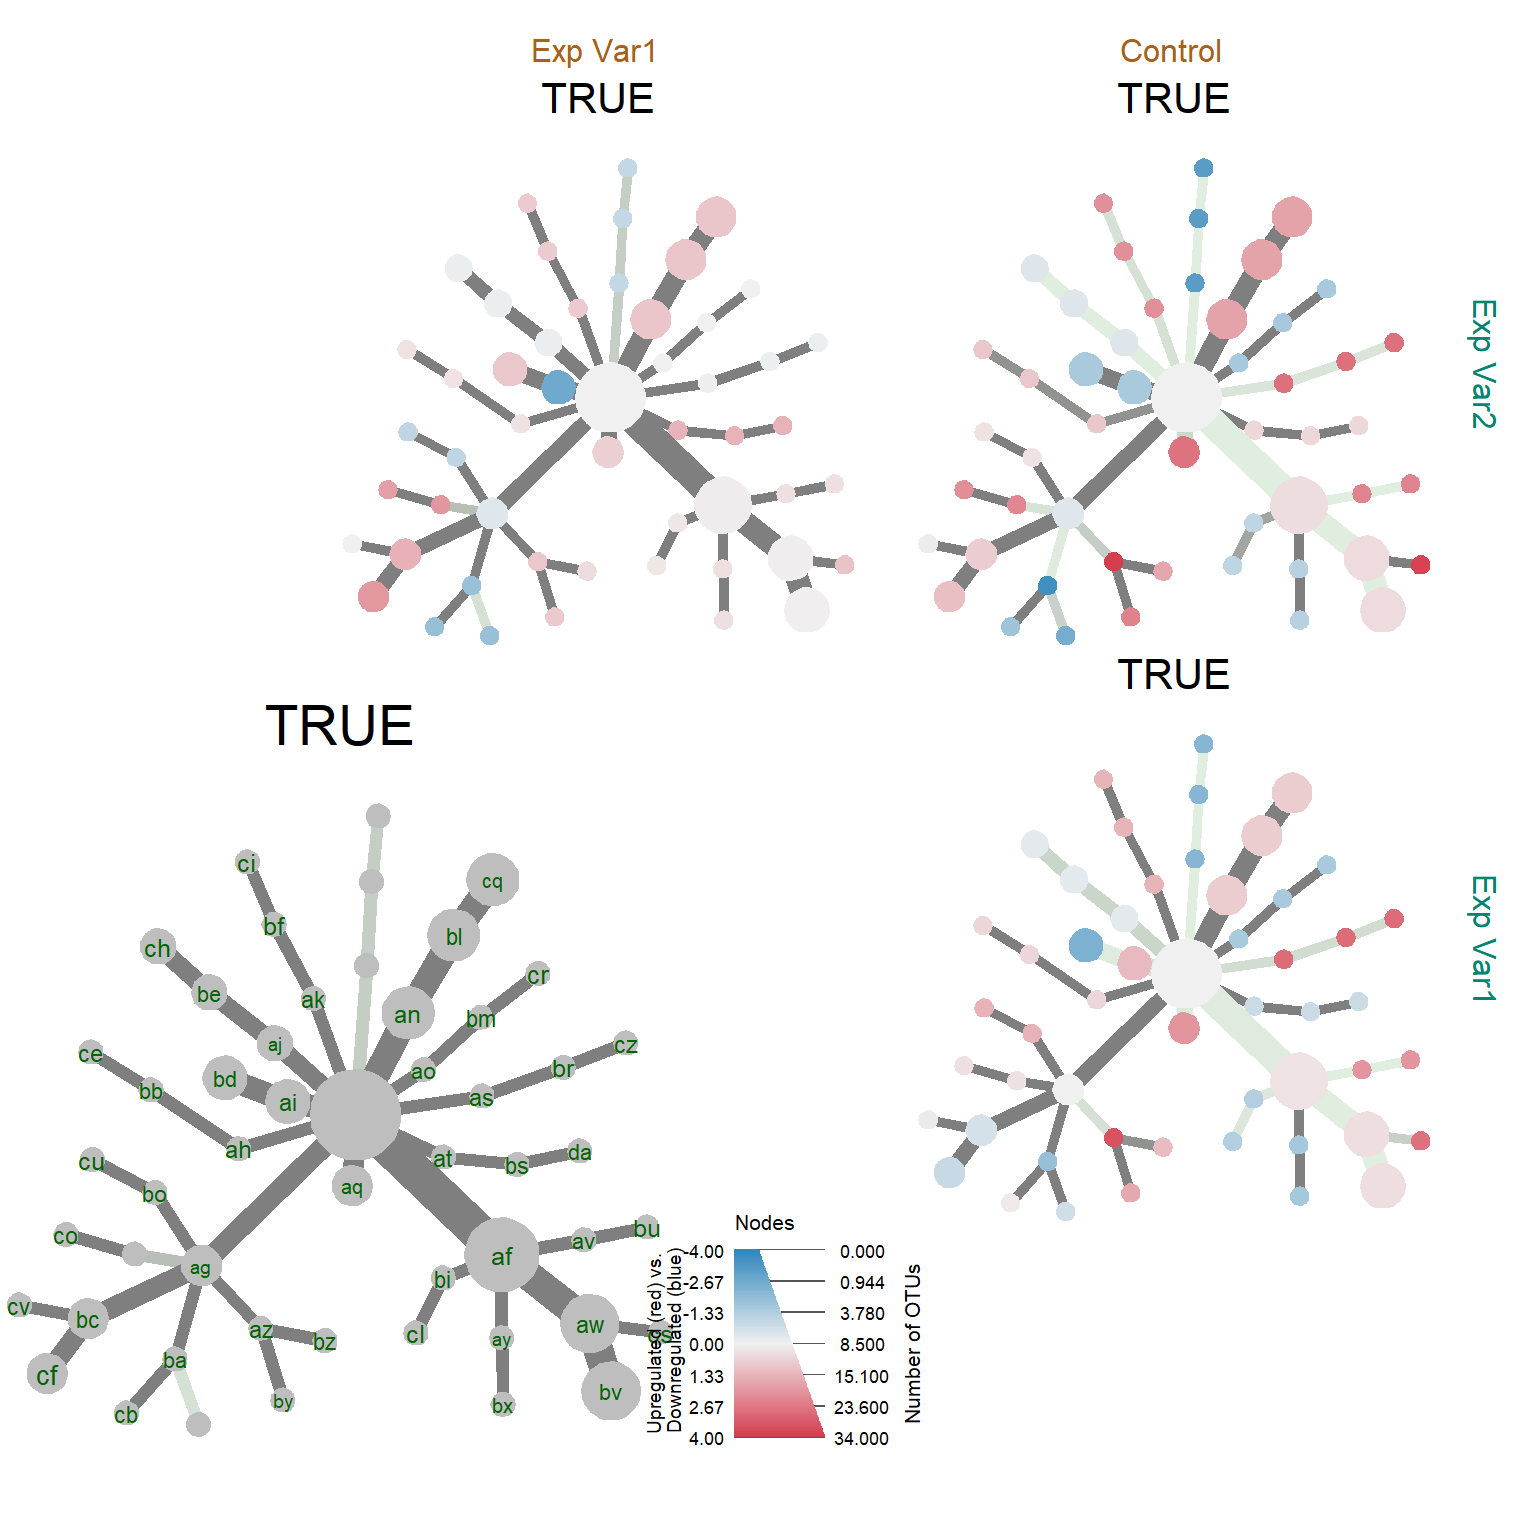 Exp Var1
Control
TRUE
TRUE
Exp Var2
TRUE
TRUE
Exp Var1
ci
cq
bf
bl
ch
be
ak
an
cr
bm
aj
ce
bd
ao
cz
br
bb
ai
as
ah
at
bs
da
cu
bo
aq
co
ag
af
av
bu
bi
cv
bc
az
bz
cl
ay
aw
cs
ba
cf
cb
by
bx
bv
Nodes
Upregulated (red) vs.
Downregulated (blue)
-4.00
0.000
-2.67
0.944
-1.33
3.780
0.00
8.500
1.33
15.100
2.67
23.600
4.00
34.000
Number of OTUs